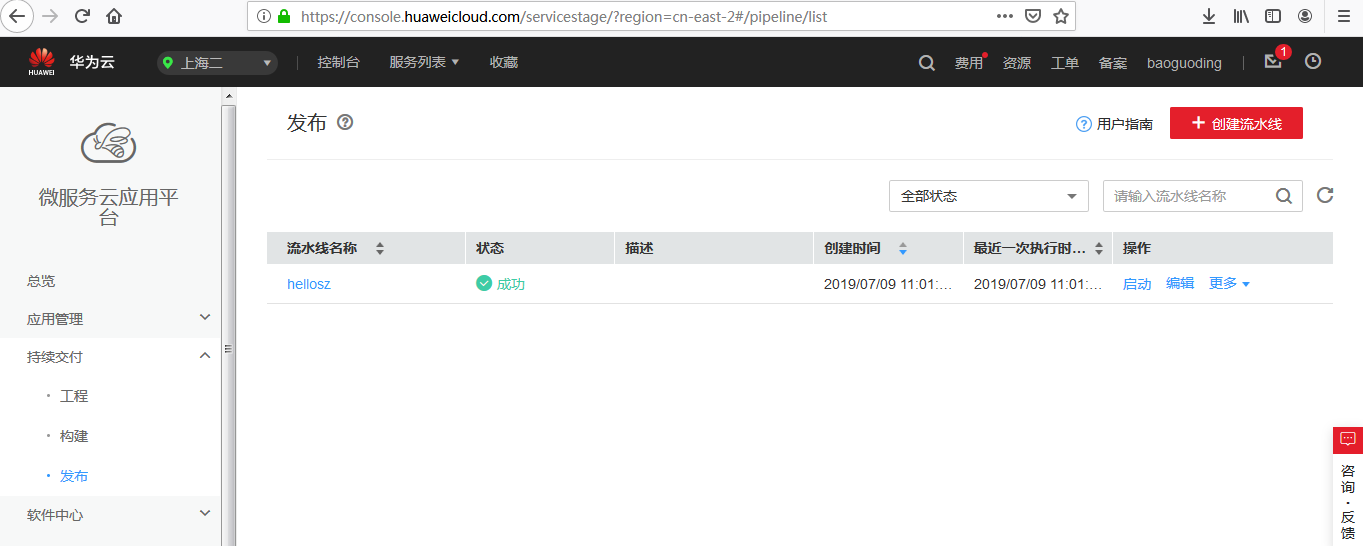 https://console.huaweicloud.com/servicestage/?region=cn-east-2#/pipeline/list
HUAWEI
华为云
上海二
控制台
服务列表
收藏
费用
资源
工单
备案
baoguoding
1
微服务云应用平
台
总览
应用管理
持续交付
工程
构建
发布
软件中心
发布
用户指南
创建流水线
全部状态
请输入流水线名称
流水线名称
状态
描述
创建时间
最近一次执行时…
操作
hellosz
成功
2019/07/09 11:01:…
2019/07/09 11:01:…
启动
编辑
更多
咨
询
·
反
馈